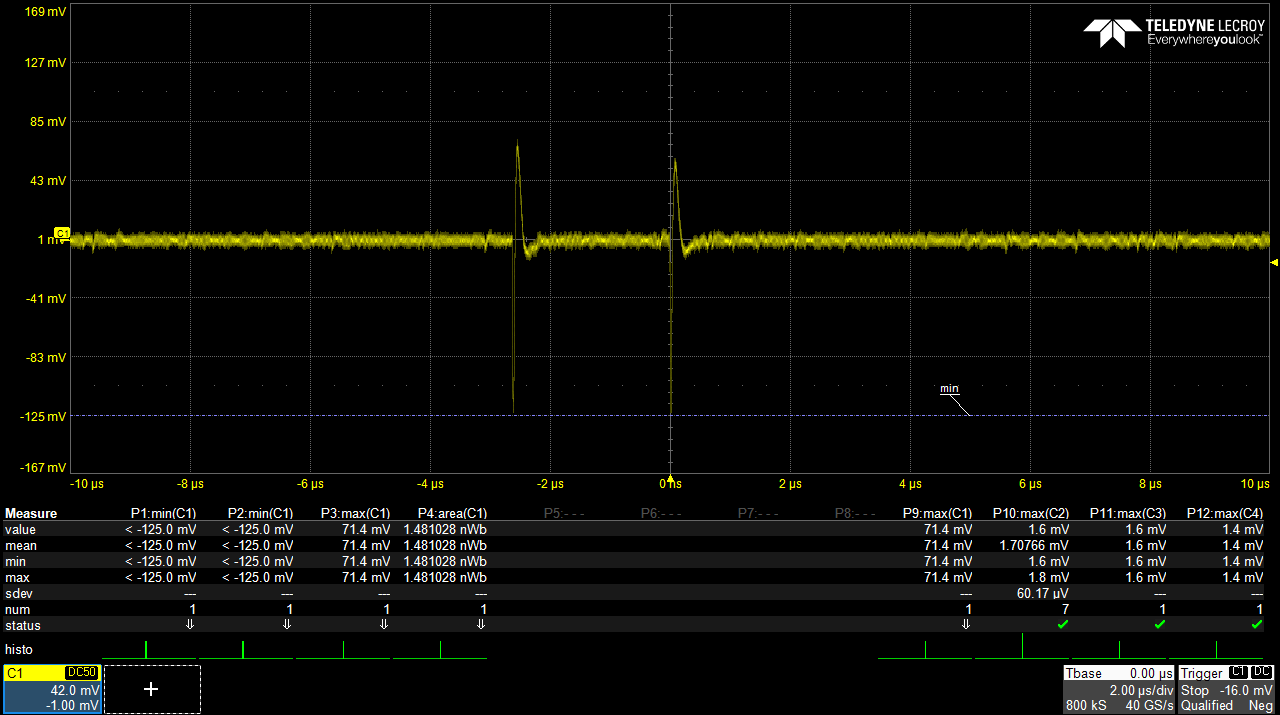 169 mV
TELEDYNE LECROY
Everywhereyoulook™
127 mV
85 mV
43 mV
C1
1 mV
-41 mV
-83 mV
min
-125 mV
-167 mV
-10 µs -8 µs -6 µs -4 µs -2 µs 0 ns 2 µs 4 µs 6 µs 8 µs 10 µs
Measure P1:min(C1) P2:min(C1) P3:max(C1) P4:area(C1) P5:--- P6:--- P7:--- P8:--- P9:max(C1) P10:max(C2) P11:max(C3) P12:max(C4)
value < -125.0 mV < -125.0 mV 71.4 mV 1.481028 nWb 71.4 mV 1.6 mV 1.6 mV 1.4 mV
mean < -125.0 mV < -125.0 mV 71.4 mV 1.481028 nWb 71.4 mV 1.70766 mV 1.6 mV 1.4 mV
min < -125.0 mV < -125.0 mV 71.4 mV 1.481028 nWb 71.4 mV 1.6 mV 1.6 mV 1.4 mV
max < -125.0 mV < -125.0 mV 71.4 mV 1.481028 nWb 71.4 mV 1.8 mV 1.6 mV 1.4 mV
sdev --- --- --- --- --- 60.17 µV --- ---
num 1 1 1 1 1 7 1 1
status
histo
C1 DC50
42.0 mV
-1.00 mV
+
Tbase 0.00 µs
2.00 µs/div
800 kS 40 GS/s
Trigger C1 DC
Stop -16.0 mV
Qualified Neg